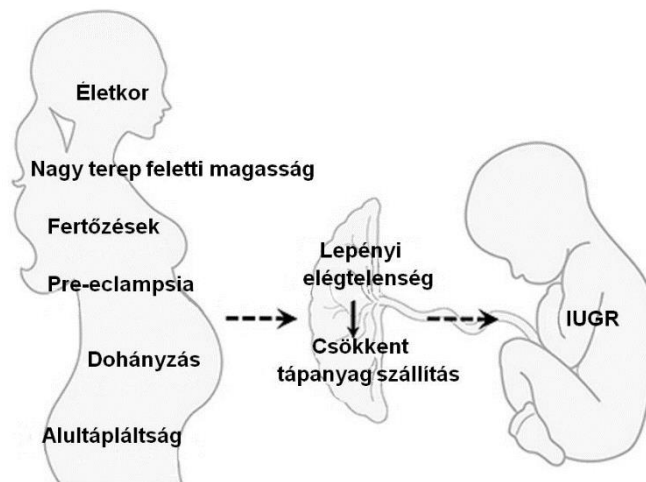 Életkor
Nagy terep feletti magasság
Fertőzések
Pre-eclampsia
Dohányzás
Alultápláltság
Lepényi
elégtelenség
Csökkent
tápanyag szállítás
IUGR